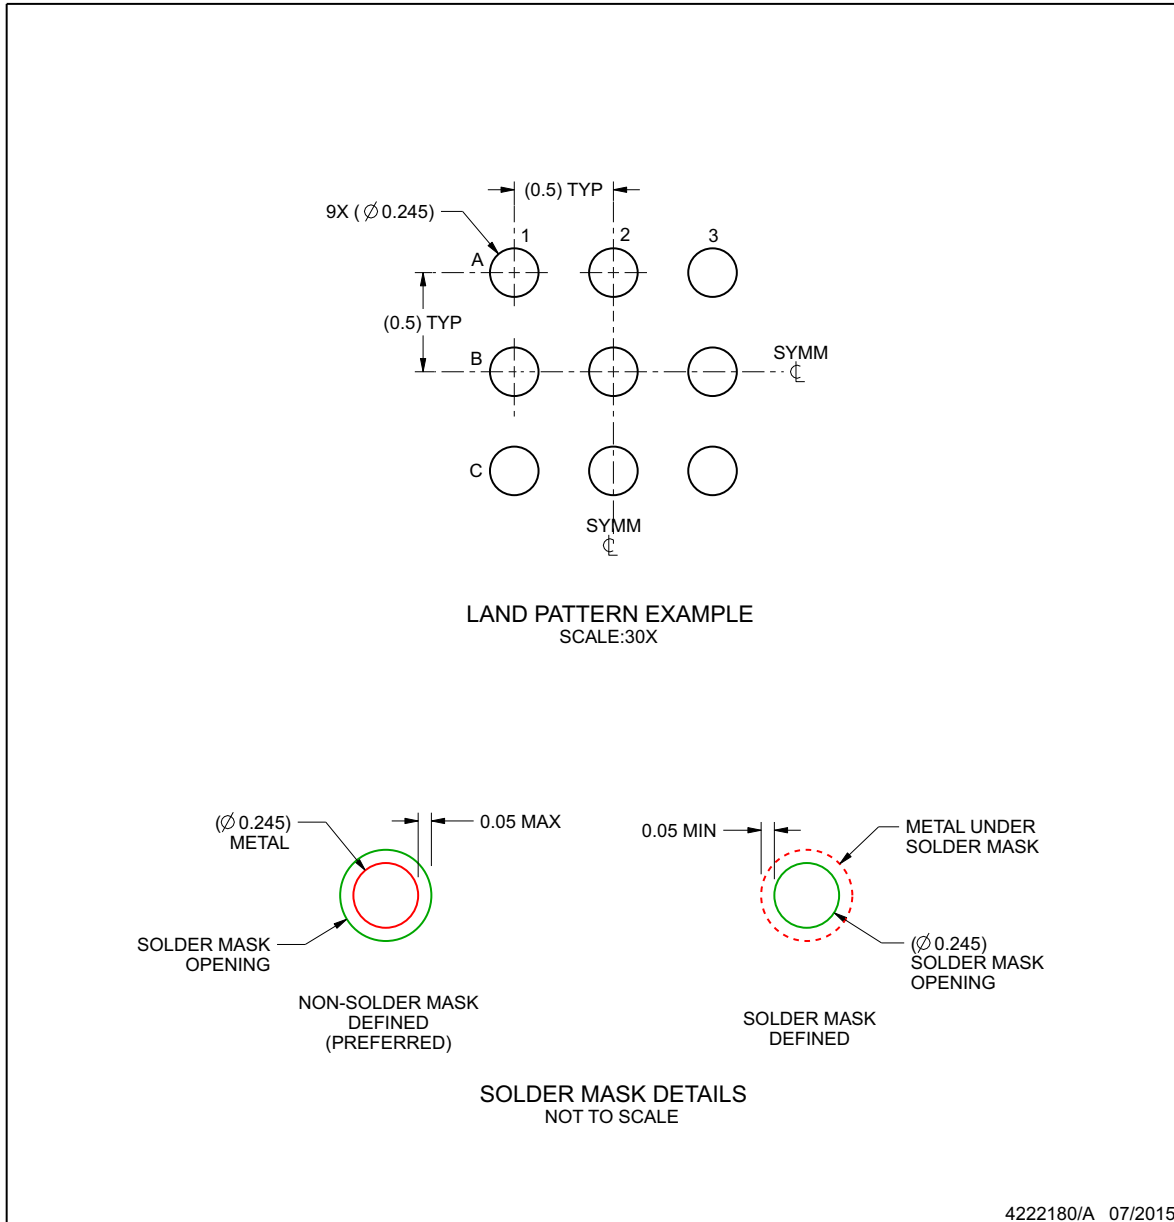 (0.5) TYP
9X ( ∅ 0.245)
1
2
3
A
(0.5) TYP
B
SYMM
℄
C
SYMM
℄
LAND PATTERN EXAMPLE
SCALE:30X
(∅ 0.245)
METAL
0.05 MAX
SOLDER MASK
OPENING
NON-SOLDER MASK
DEFINED
(PREFERRED)
0.05 MIN
METAL UNDER
SOLDER MASK
(∅ 0.245)
SOLDER MASK
OPENING
SOLDER MASK
DEFINED
SOLDER MASK DETAILS
NOT TO SCALE
4222180/A 07/2015